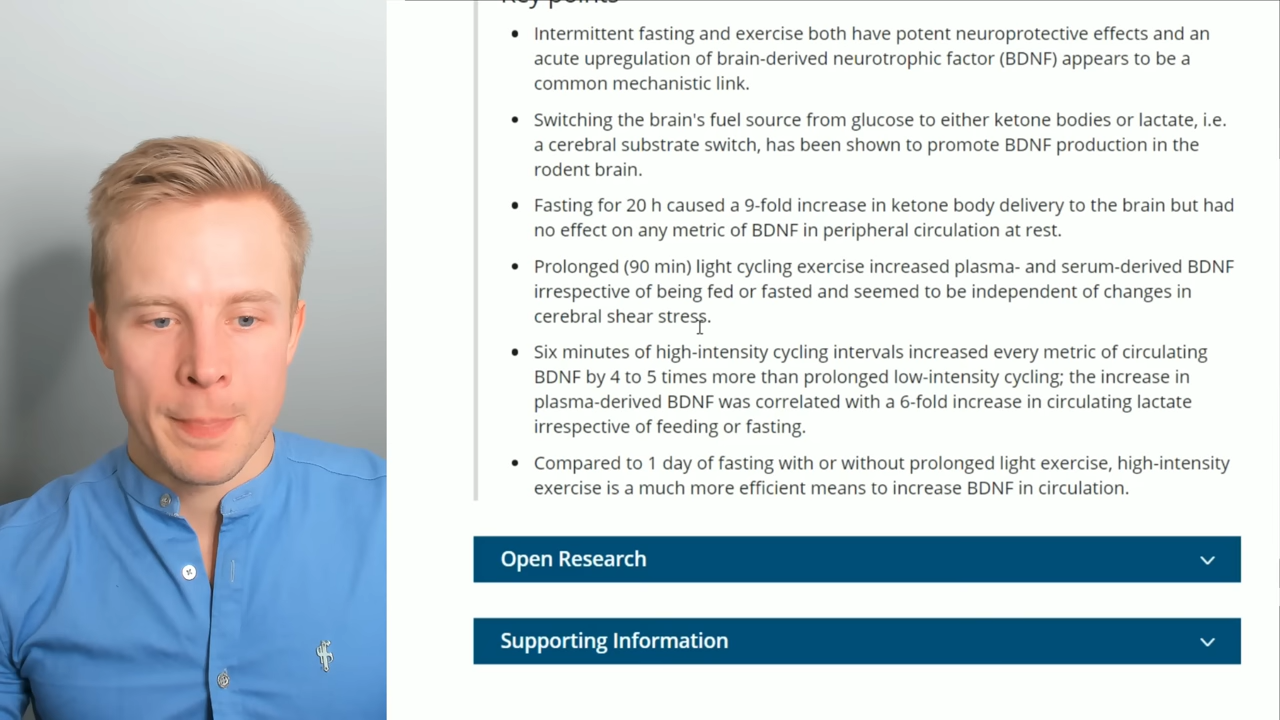 Key points
Intermittent fasting and exercise both have potent neuroprotective effects and an
acute upregulation of brain-derived neurotrophic factor (BDNF) appears to be a
common mechanistic link.
Switching the brain's fuel source from glucose to either ketone bodies or lactate, i.e.
a cerebral substrate switch, has been shown to promote BDNF production in the
rodent brain.
Fasting for 20 h caused a 9-fold increase in ketone body delivery to the brain but had
no effect on any metric of BDNF in peripheral circulation at rest.
Prolonged (90 min) light cycling exercise increased plasma- and serum-derived BDNF
irrespective of being fed or fasted and seemed to be independent of changes in
cerebral shear stress.
Six minutes of high-intensity cycling intervals increased every metric of circulating
BDNF by 4 to 5 times more than prolonged low-intensity cycling; the increase in
plasma-derived BDNF was correlated with a 6-fold increase in circulating lactate
irrespective of feeding or fasting.
Compared to 1 day of fasting with or without prolonged light exercise, high-intensity
exercise is a much more efficient means to increase BDNF in circulation.
Open Research
Supporting Information